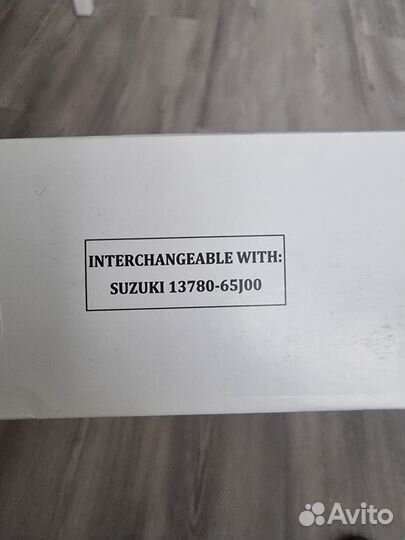 INTERCHANGEABLE WITH:
SUZUKI 13780-65J00
Avito